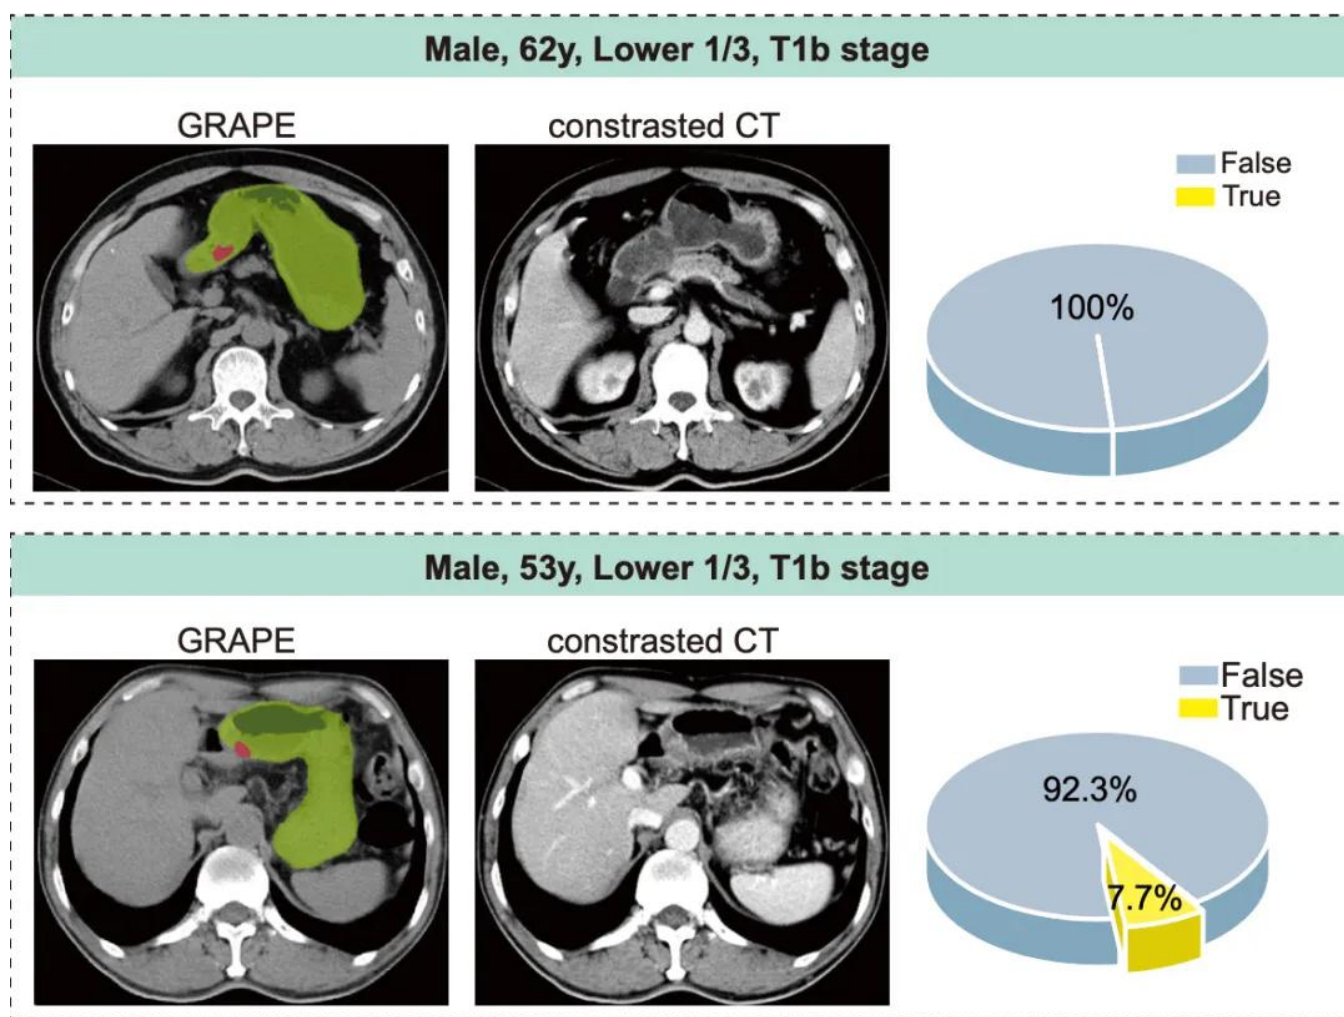 Male, 62y, Lower 1/3, T1b stage
GRAPE
constrasted CT
False
True
100%
Male, 53y, Lower 1/3, T1b stage
GRAPE
constrasted CT
False
True
92.3%
7.7%